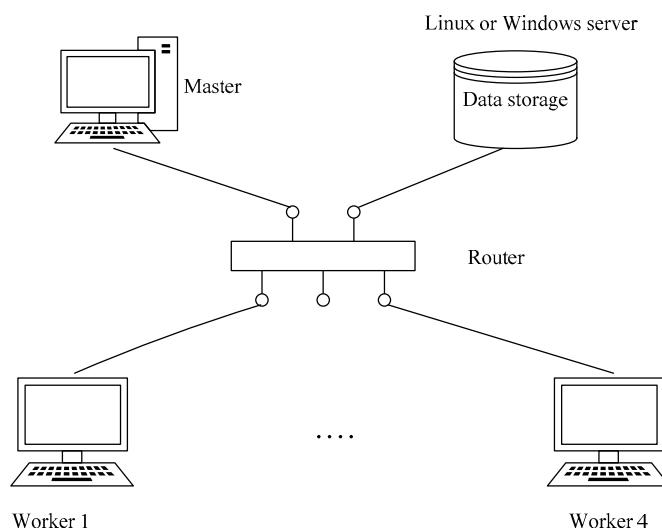 Linux or Windows server
Master
Data storage
Router
....
Worker 1
Worker 4